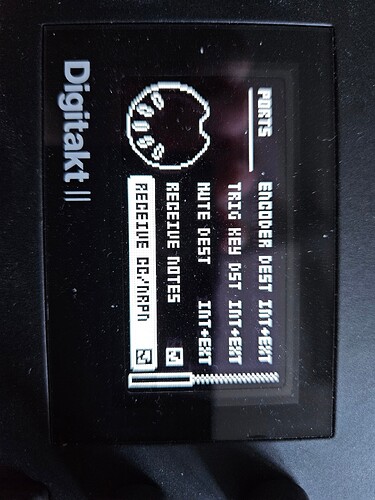 PORTS
ENCODER DEST INT+EXT
TRIG KEY DST INT+EXT
MUTE DEST INT+EXT
RECEIVE NOTES
RECEIVE CC/NRPN
Digitakt II